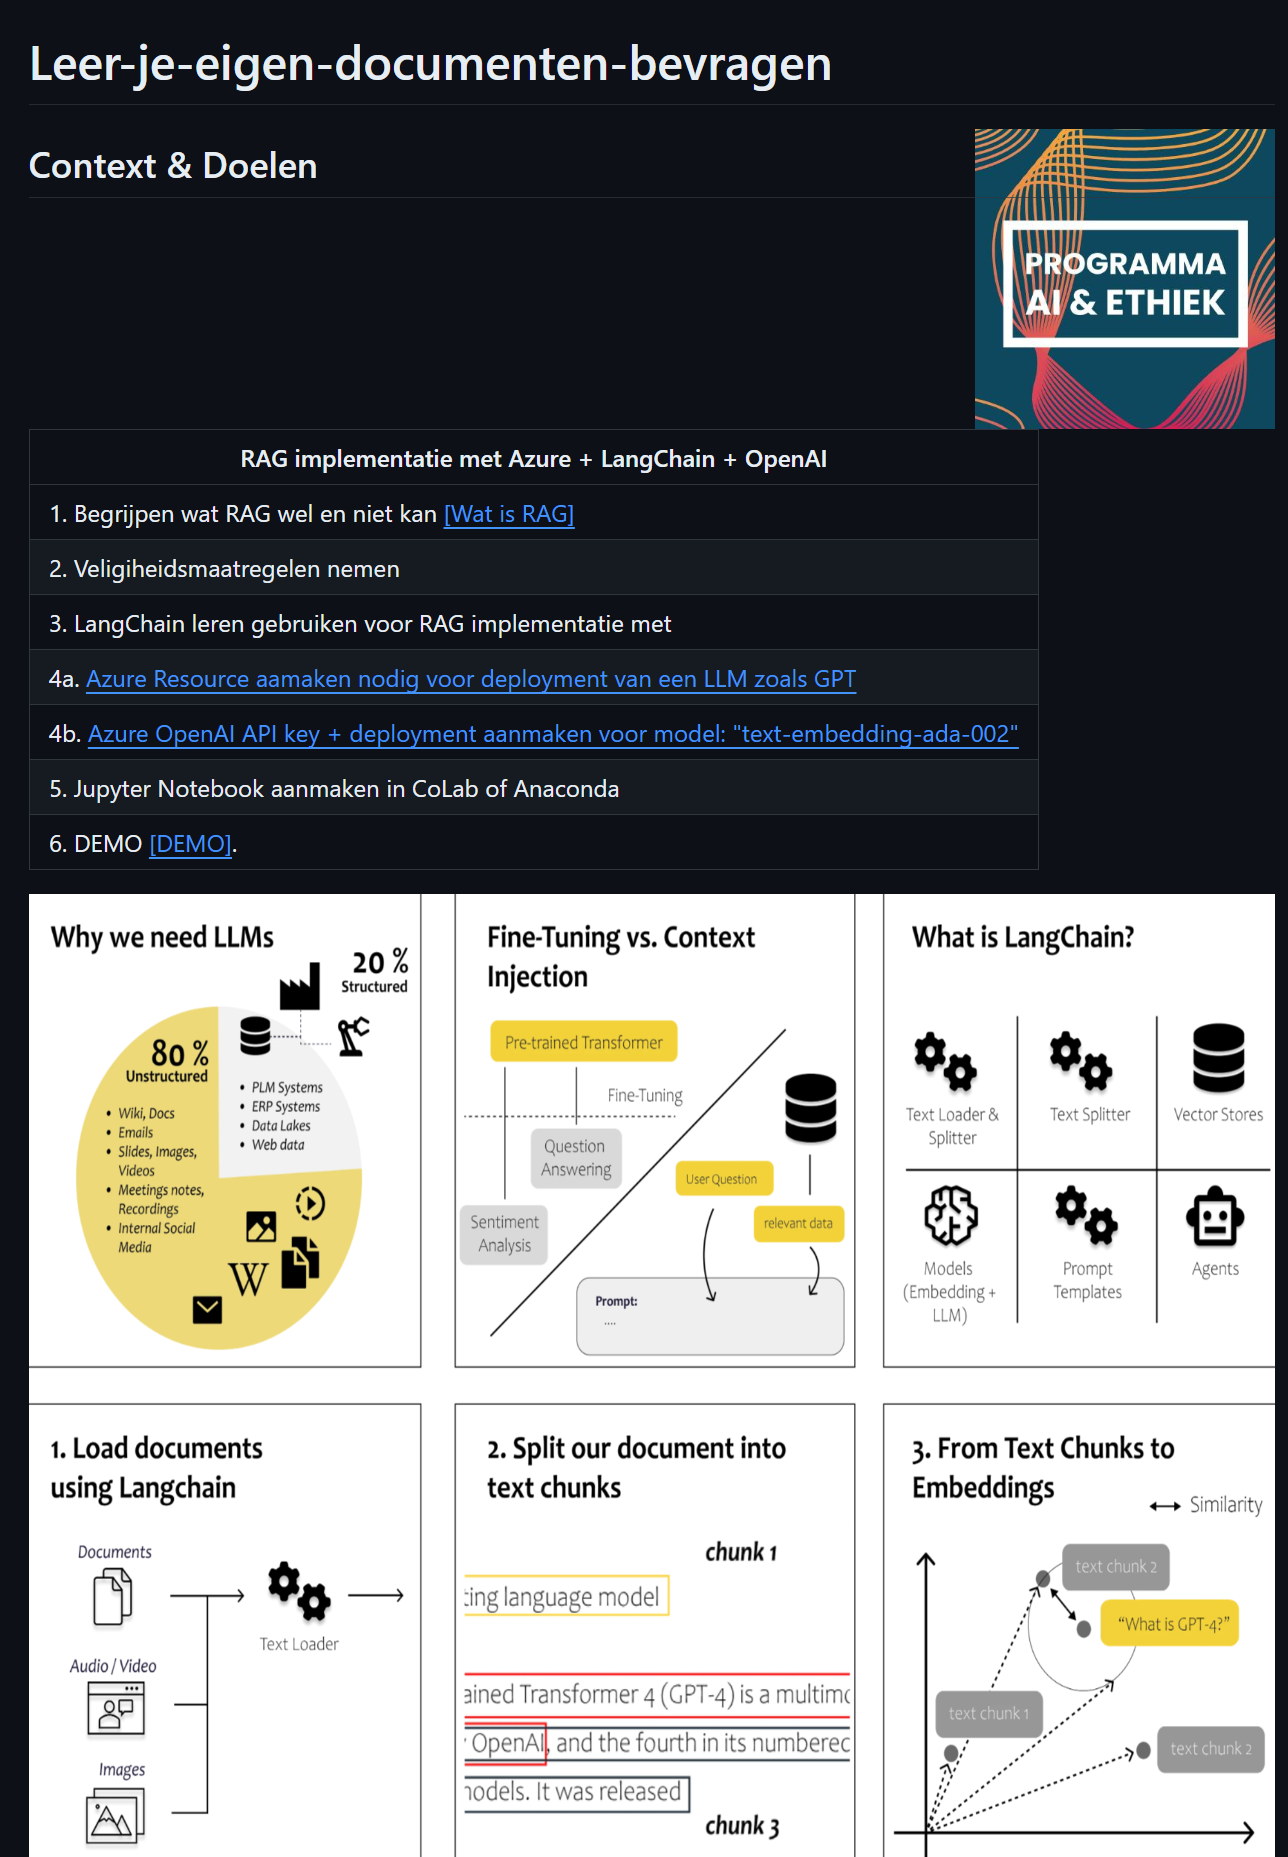 Leer-je-eigen-documenten-bevragen
Context & Doelen
PROGRAMMA
AI & ETHIEK
RAG implementatie met Azure + LangChain + OpenAI
1. Begrijpen wat RAG wel en niet kan [Wat is RAG]
2. Veligiheidsmaatregelen nemen
3. LangChain leren gebruiken voor RAG implementatie met
4a. Azure Resource aamaken nodig voor deployment van een LLM zoals GPT
4b. Azure OpenAI API key + deployment aanmaken voor model: "text-embedding-ada-002"
5. Jupyter Notebook aanmaken in CoLab of Anaconda
6. DEMO [DEMO].
Why we need LLMs
20 %
Structured
80 %
Unstructured
• PLM Systems
• ERP Systems
• Data Lakes
• Web data
• Wiki, Docs
• Emails
• Slides, Images,
Videos
• Meetings notes,
Recordings
• Internal Social
Media
W
Fine-Tuning vs. Context
Injection
Pre-trained Transformer
Fine-Tuning
Question
Answering
Sentiment
Analysis
User Question
relevant data
Prompt:
....
What is LangChain?
Text Loader &
Splitter
Text Splitter
Vector Stores
Models
(Embedding +
LLM)
Prompt
Templates
Agents
1. Load documents
using Langchain
Documents
Text Loader
Audio / Video
Images
2. Split our document into
text chunks
chunk 1
ting language model
ained Transformer 4 (GPT-4) is a multimo
OpenAI, and the fourth in its numbered
models. It was released
chunk 3
3. From Text Chunks to
Embeddings
Similarity
text chunk 2
“What is GPT-4?”
text chunk 1
text chunk 2